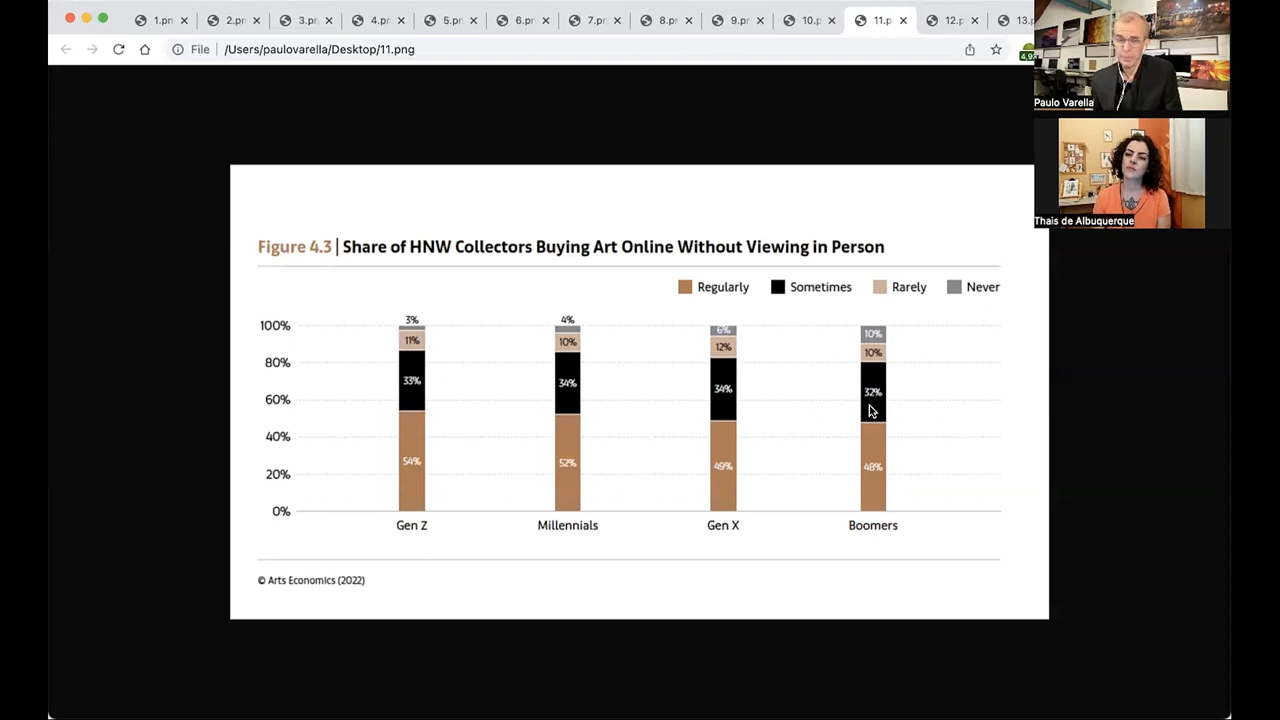 1.pn
2.pr
3.pr
4.pr
5.pr
6.pr
7.pr
8.pr
9.pr
10.p
11.p
12.p
13.
File
/Users/paulovarella/Desktop/11.png
Paulo Varella
Thais de Albuquerque
Figure 4.3 | Share of HNW Collectors Buying Art Online Without Viewing in Person
Regularly Sometimes Rarely Never
3% 4%
100% 6% 10%
11% 10% 12% 10%
80%
33% 34% 34% 32%
60%
40%
54% 52% 49% 48%
20%
0%
Gen Z Millennials Gen X Boomers
© Arts Economics (2022)